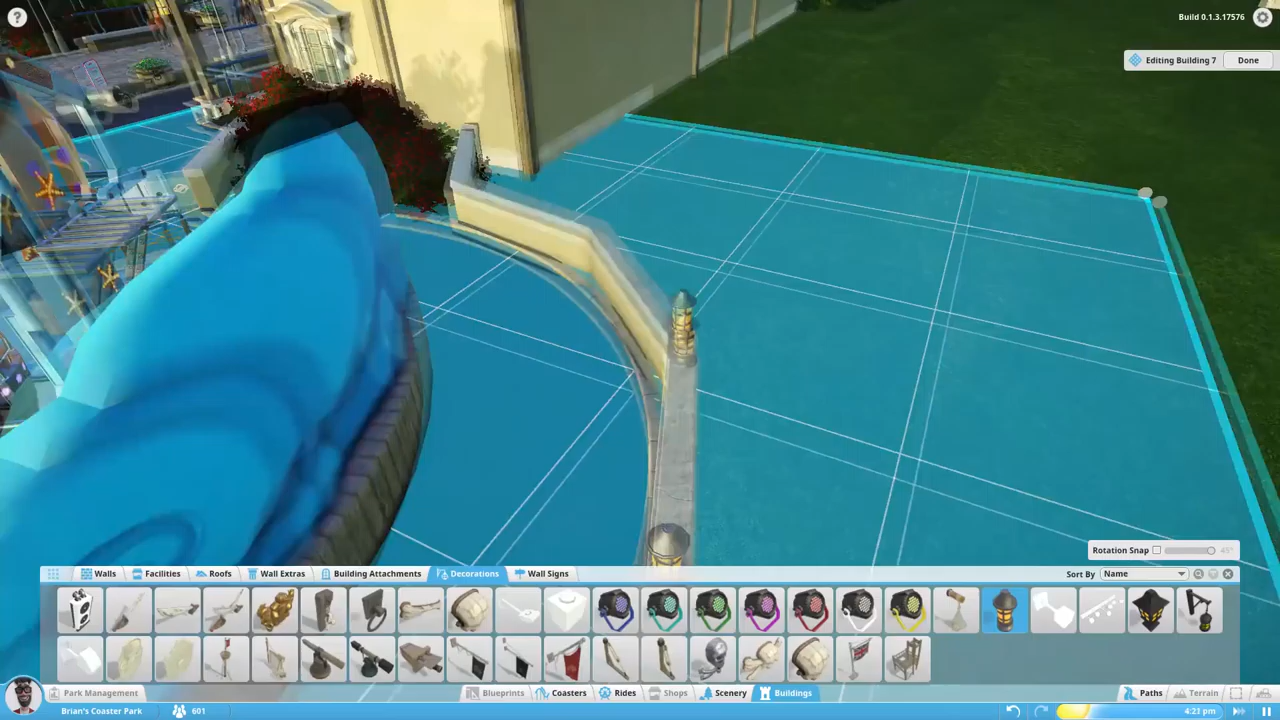 ?
Build 0.1.3.17576
Editing Building 7 Done
Rotation Snap 45°
Walls Facilities Roofs Wall Extras Building Attachments Decorations Wall Signs Sort By Name
Park Management Blueprints Coasters Rides Shops Scenery Buildings Paths Terrain
Brian's Coaster Park 601 4:21 pm